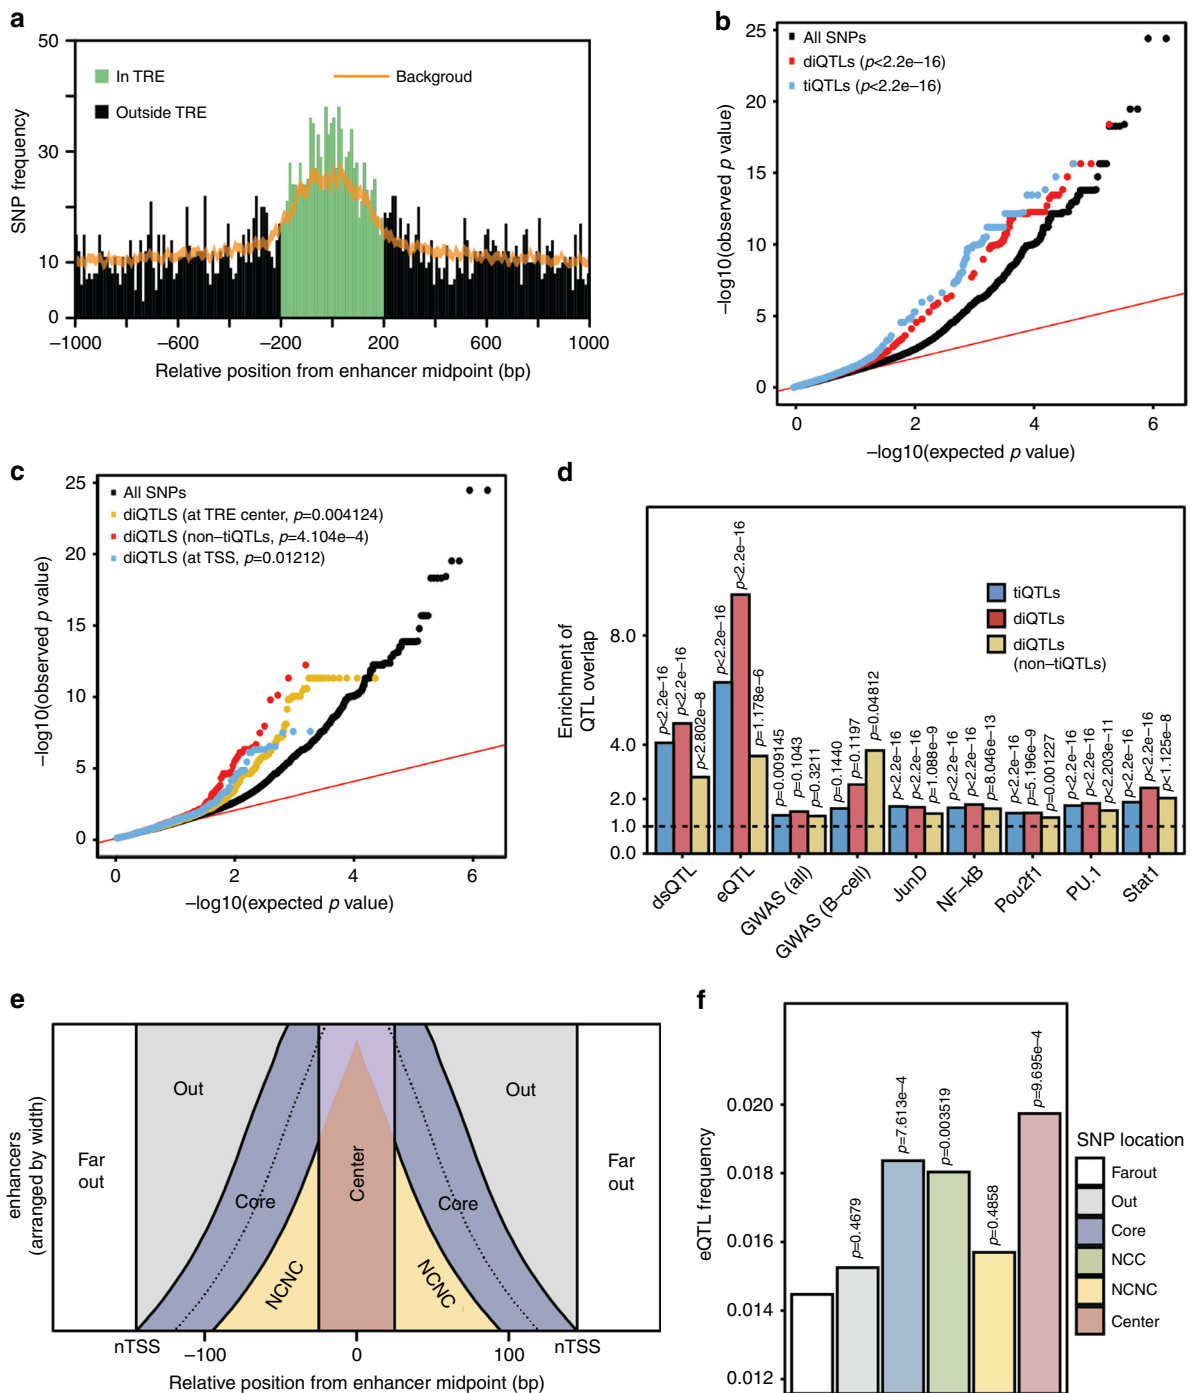 a
50
30
10
0
SNP frequency
In TRE
Outside TRE
Backgroud
−1000
−600
−200
200
600
1000
Relative position from enhancer midpoint (bp)
b
25
20
15
10
5
0
−log10(observed p value)
All SNPs
diQTLs (p<2.2e−16)
tiQTLs (p<2.2e−16)
0
2
4
6
−log10(expected p value)
c
25
20
15
10
5
0
−log10(observed p value)
All SNPs
diQTLS (at TRE center, p=0.004124)
diQTLS (non−tiQTLs, p=4.104e−4)
diQTLS (at TSS, p=0.01212)
0
2
4
6
−log10(expected p value)
d
Enrichment of
QTL overlap
8.0
4.0
2.0
1.0
0.0
p<2.2e−16
p<2.2e−16
p<2.802e−8
p<2.2e−16
p<2.2e−16
p=1.178e−6
p=0.009145
p=0.1043
p=0.3211
p=0.1440
p=0.1197
p=0.04812
p<2.2e−16
p<2.2e−16
p=1.088e−9
p<2.2e−16
p<2.2e−16
p=8.046e−13
p<2.2e−16
p=5.196e−9
p=0.001227
p<2.2e−16
p<2.2e−16
p<2.203e−11
p<2.2e−16
p<2.2e−16
p<1.125e−8
tiQTLs
diQTLs
diQTLs
(non−tiQTLs)
dsQTL
eQTL
GWAS (all)
GWAS (B−cell)
JunD
NF−kB
Pou2f1
PU.1
Stat1
e
enhancers
(arranged by width)
Far
out
Out
Core
NCNC
Center
Out
Core
NCNC
Far
out
nTSS
−100
0
100
nTSS
Relative position from enhancer midpoint (bp)
f
eQTL frequency
0.020
0.018
0.016
0.014
0.012
p=0.4679
p=7.613e−4
p=0.003519
p=0.4858
p=9.695e−4
SNP location
Farout
Out
Core
NCC
NCNC
Center